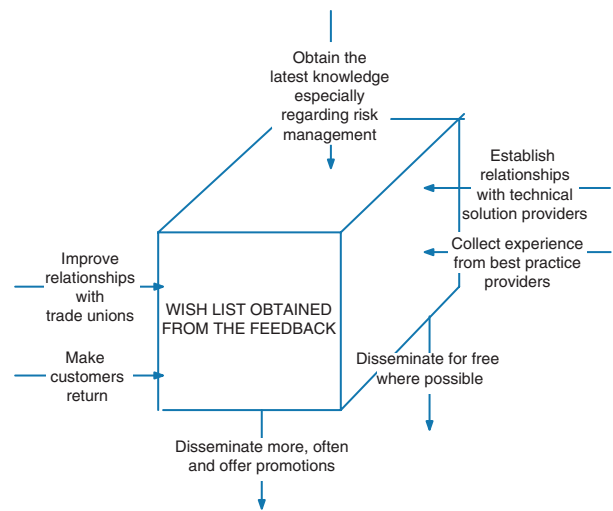 Obtain the
latest knowledge
especially
regarding risk
management
Establish
relationships
with technical
solution providers
Collect experience
from best practice
providers
Improve
relationships
with
trade unions
WISH LIST OBTAINED
FROM THE FEEDBACK
Make
customers
return
Disseminate for free
where possible
Disseminate more, often
and offer promotions